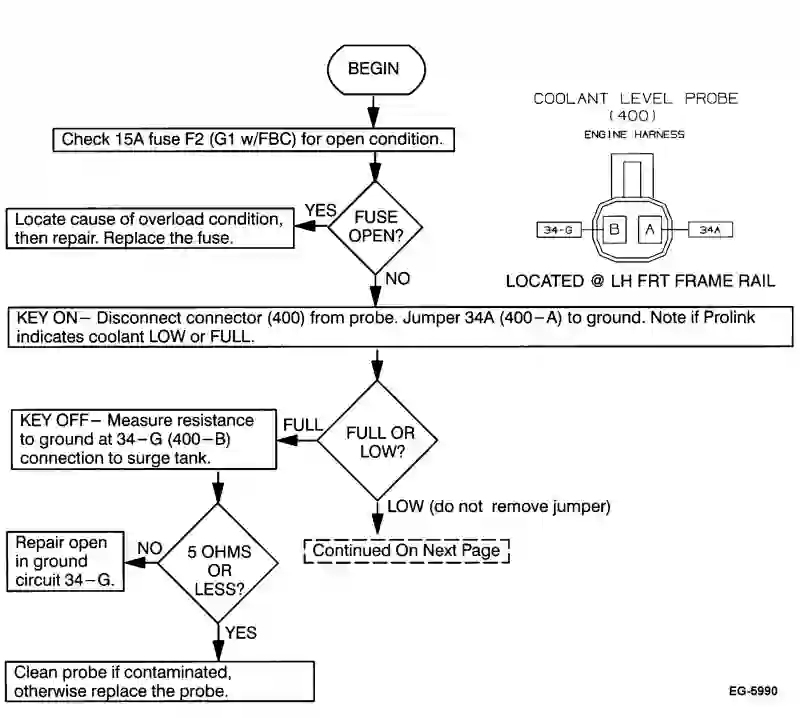 BEGIN
COOLANT LEVEL PROBE
(400)
ENGINE HARNESS
Check 15A fuse F2 (G1 w/FBC) for open condition.
YES
FUSE
OPEN?
Locate cause of overload condition,
then repair. Replace the fuse.
34-G
B
A
34A
NO
LOCATED @ LH FRT FRAME RAIL
KEY ON– Disconnect connector (400) from probe. Jumper 34A (400–A) to ground. Note if Prolink
indicates coolant LOW or FULL.
KEY OFF– Measure resistance
to ground at 34–G (400–B)
connection to surge tank.
FULL
FULL OR
LOW?
LOW (do not remove jumper)
Continued On Next Page
Repair open
in ground
circuit 34–G.
NO
5 OHMS
OR
LESS?
YES
Clean probe if contaminated,
otherwise replace the probe.
EG-5990